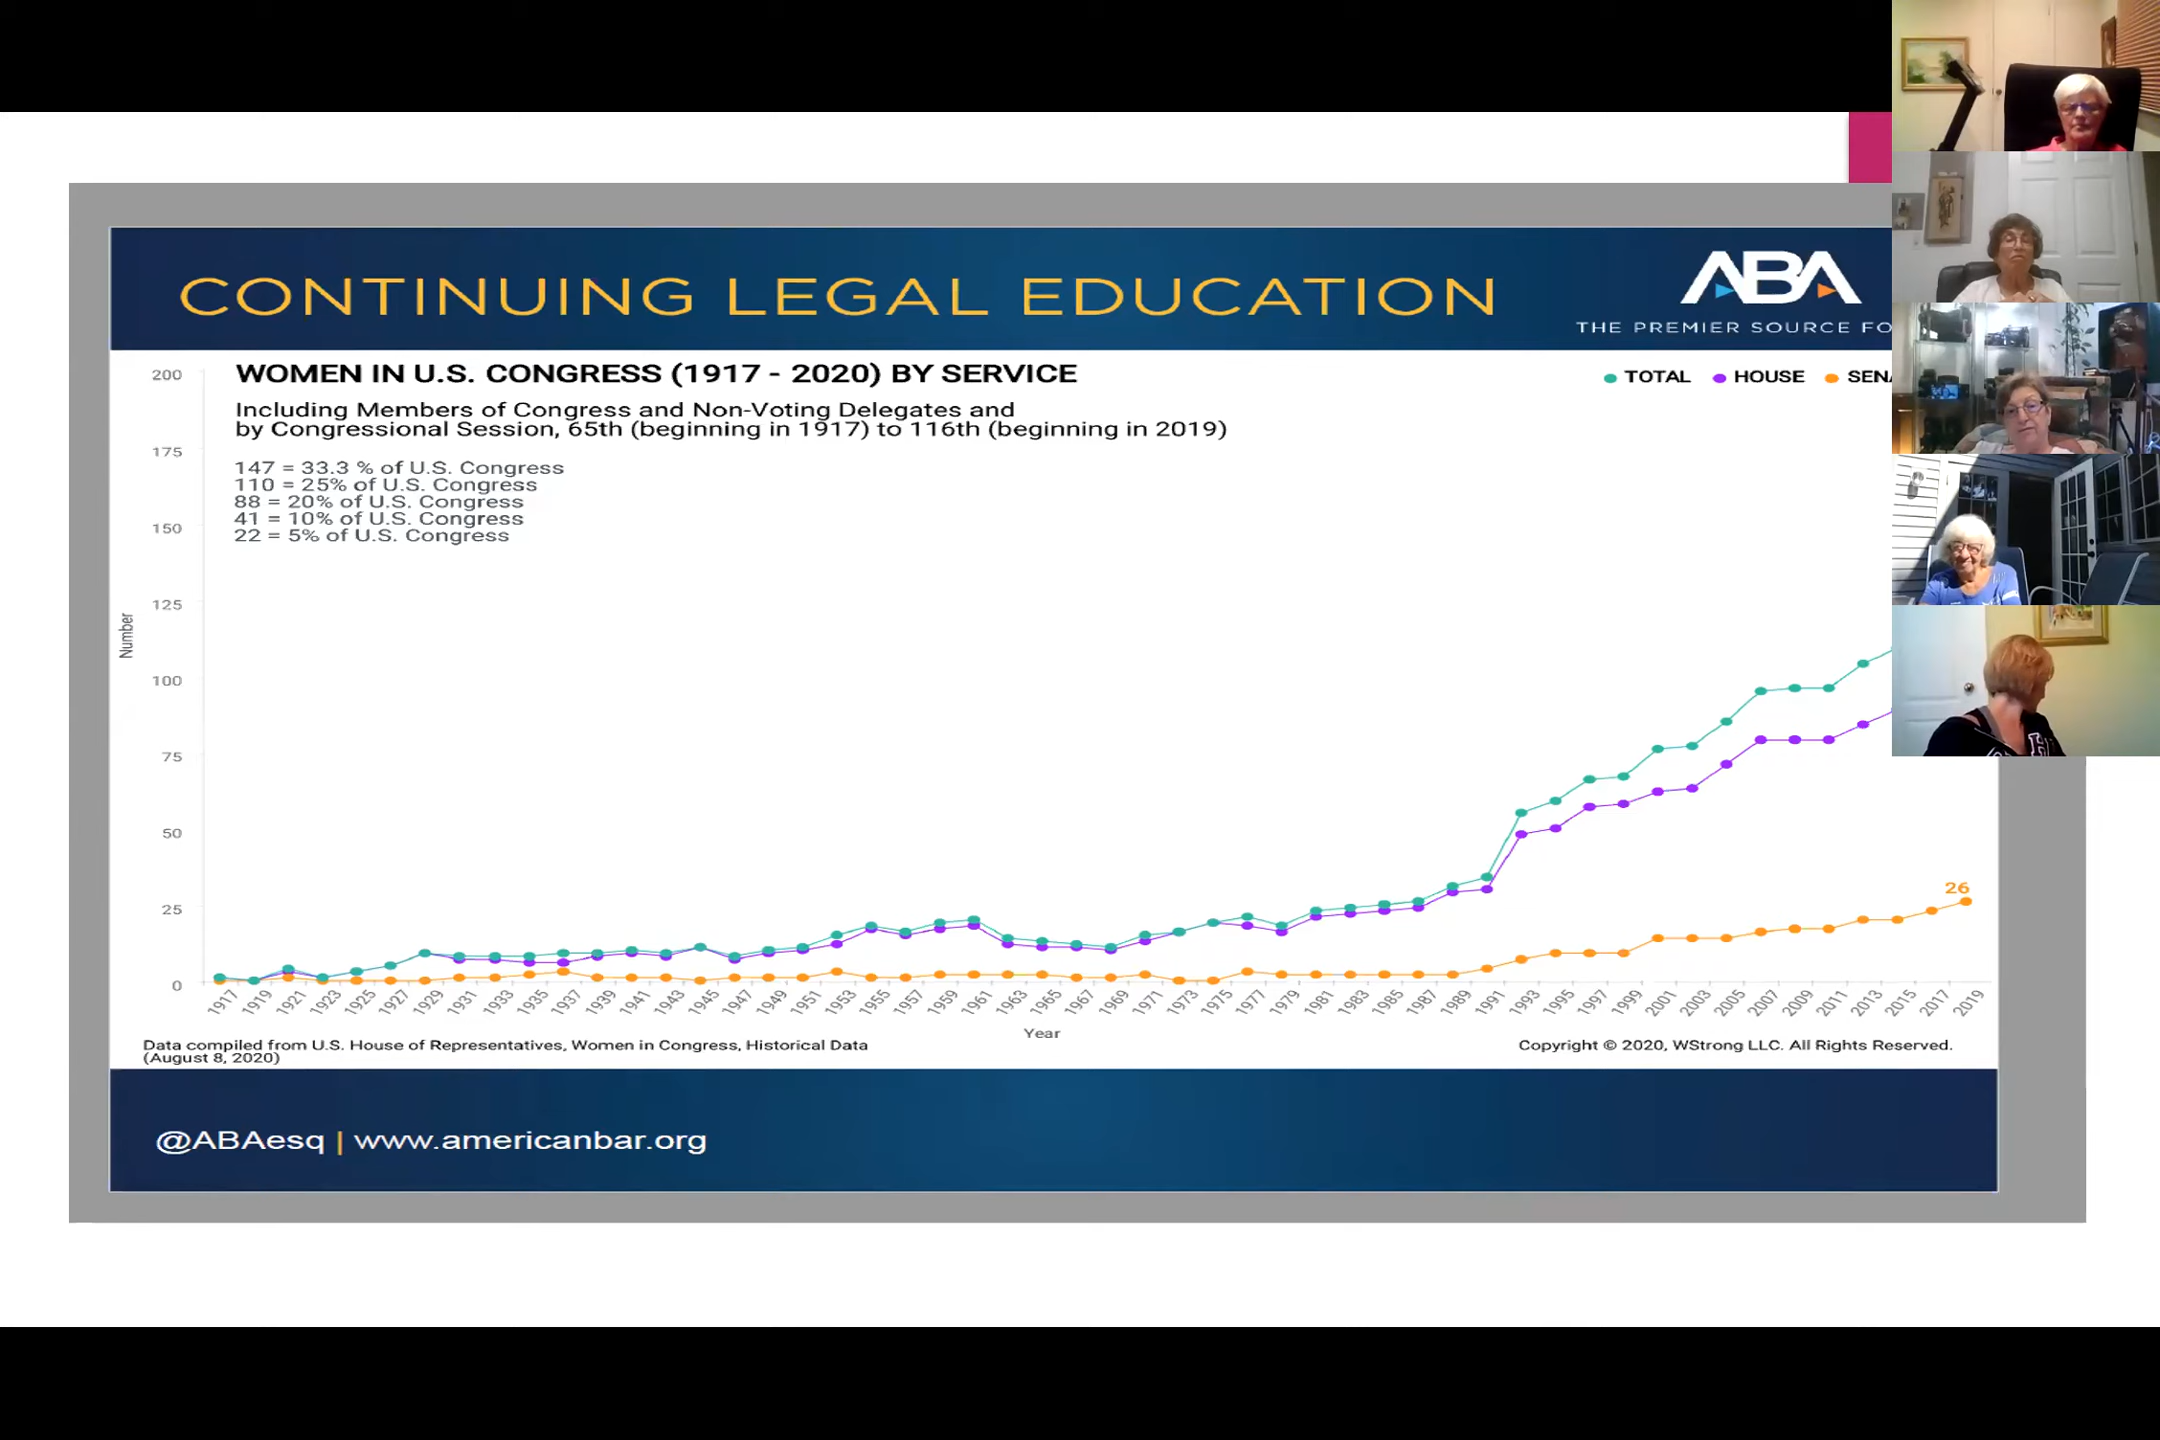 CONTINUING LEGAL EDUCATION
ABA
THE PREMIER SOURCE
WOMEN IN U.S. CONGRESS (1917 - 2020) BY SERVICE
TOTAL HOUSE
Including Members of Congress and Non-Voting Delegates and
by Congressional Session, 65th (beginning in 1917) to 116th (beginning in 2019)
147 = 33.3 % of U.S. Congress
110 = 25% of U.S. Congress
88 = 20% of U.S. Congress
41 = 10% of U.S. Congress
22 = 5% of U.S. Congress
200
175
150
125
100
75
50
25
0
Number
26
1917 1919 1921 1923 1925 1927 1929 1931 1933 1935 1937 1939 1941 1943 1945 1947 1949 1951 1953 1955 1957 1959 1961 1963 1965 1967 1969 1971 1973 1975 1977 1979 1981 1983 1985 1987 1989 1991 1993 1995 1997 1999 2001 2003 2005 2007 2009 2011 2013 2015 2017 2019
Year
Data compiled from U.S. House of Representatives, Women in Congress, Historical Data
(August 8, 2020)
Copyright © 2020, WStrong LLC. All Rights Reserved.
@ABAesq | www.americanbar.org